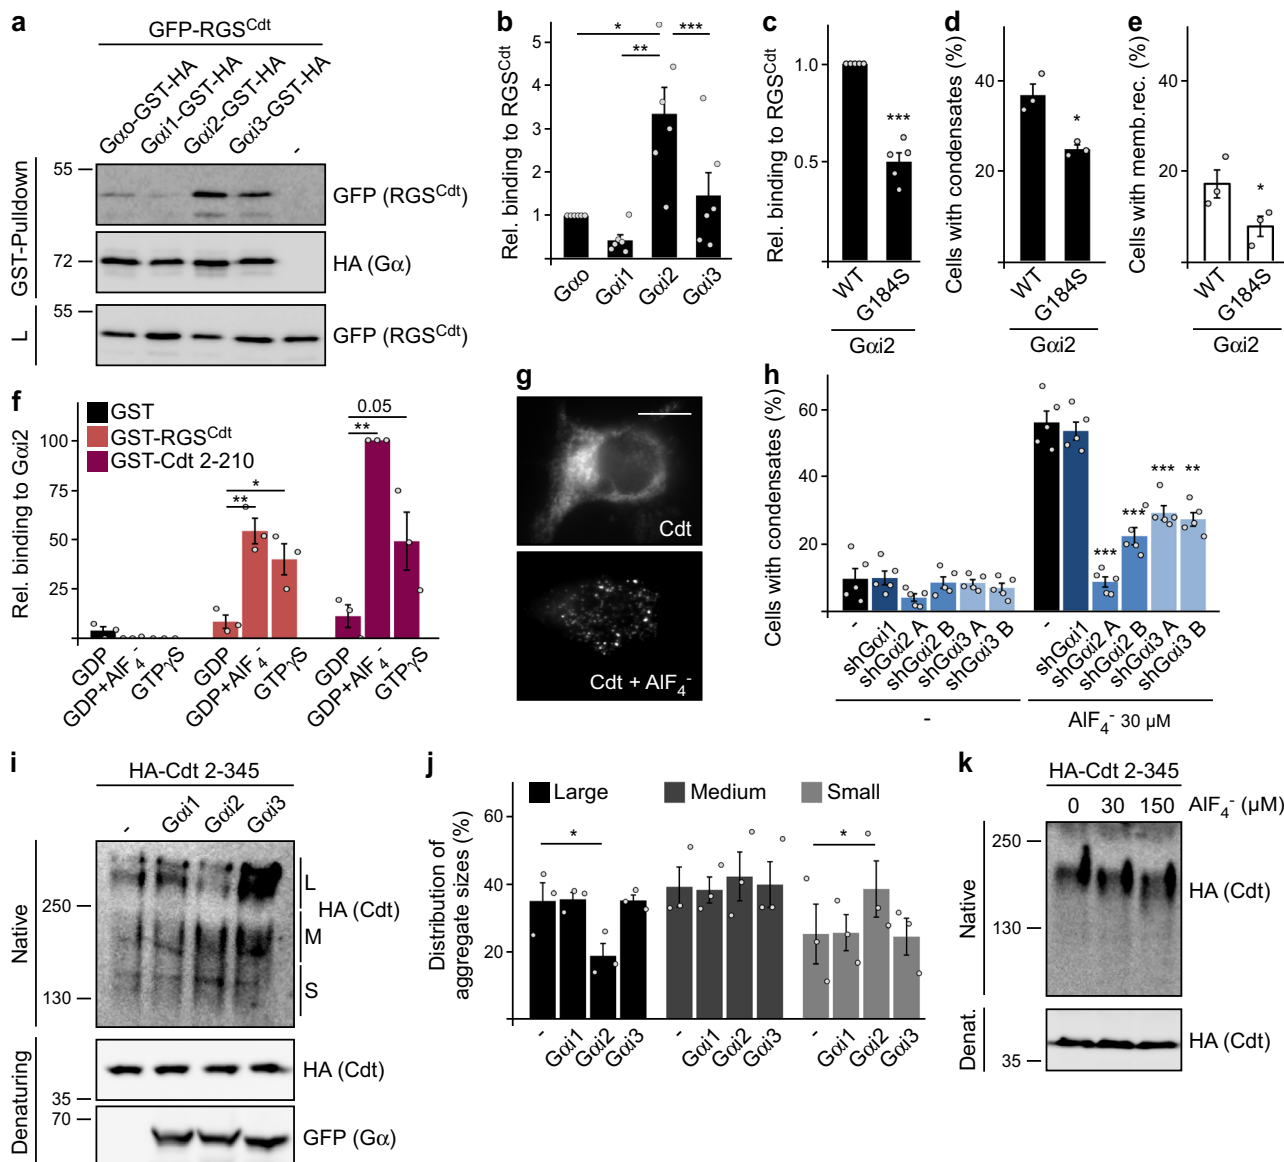 a
GFP-RGS^Cdt
Gαo-GST-HA
Gαi1-GST-HA
Gαi2-GST-HA
Gαi3-GST-HA
-
GST-Pulldown
55
GFP (RGS^Cdt)
72
HA (Gα)
L
55
GFP (RGS^Cdt)
b
Rel. binding to RGS^Cdt
5
4
3
2
1
* ** ***
Gαo
Gαi1
Gαi2
Gαi3
c
Rel. binding to RGS^Cdt
1.0
0.5
***
WT
G184S
Gαi2
d
Cells with condensates (%)
40
20
*
WT
G184S
Gαi2
e
Cells with memb.rec. (%)
40
20
*
WT
G184S
Gαi2
f
GST
GST-RGS^Cdt
GST-Cdt 2-210
Rel. binding to Gαi2
100
75
50
25
** *
** 0.05
GDP
GDP+AlF4-
GTPγS
GDP
GDP+AlF4-
GTPγS
GDP
GDP+AlF4-
GTPγS
g
Cdt
Cdt + AlF4-
h
Cells with condensates (%)
60
40
20
*** *** *** **
-
shGαi1
shGαi2 A
shGαi2 B
shGαi3 A
shGαi3 B
-
-
shGαi1
shGαi2 A
shGαi2 B
shGαi3 A
shGαi3 B
AlF4- 30 µM
i
HA-Cdt 2-345
-
Gαi1
Gαi2
Gαi3
Native
250
130
L
M
S
HA (Cdt)
Denaturing
35
HA (Cdt)
70
GFP (Gα)
j
Large
Medium
Small
Distribution of
aggregate sizes (%)
60
40
20
*
*
-
Gαi1
Gαi2
Gαi3
-
Gαi1
Gαi2
Gαi3
-
Gαi1
Gαi2
Gαi3
k
HA-Cdt 2-345
0 30 150 AlF4- (µM)
Native
250
130
HA (Cdt)
Denat.
35
HA (Cdt)